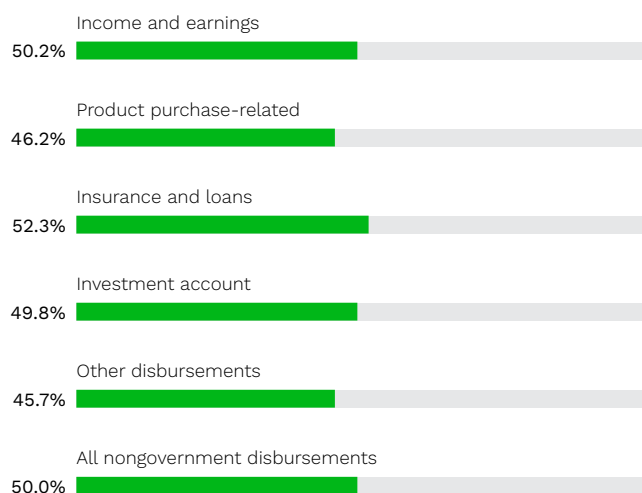 Income and earnings
50.2%
Product purchase-related
46.2%
Insurance and loans
52.3%
Investment account
49.8%
Other disbursements
45.7%
All nongovernment disbursements
50.0%